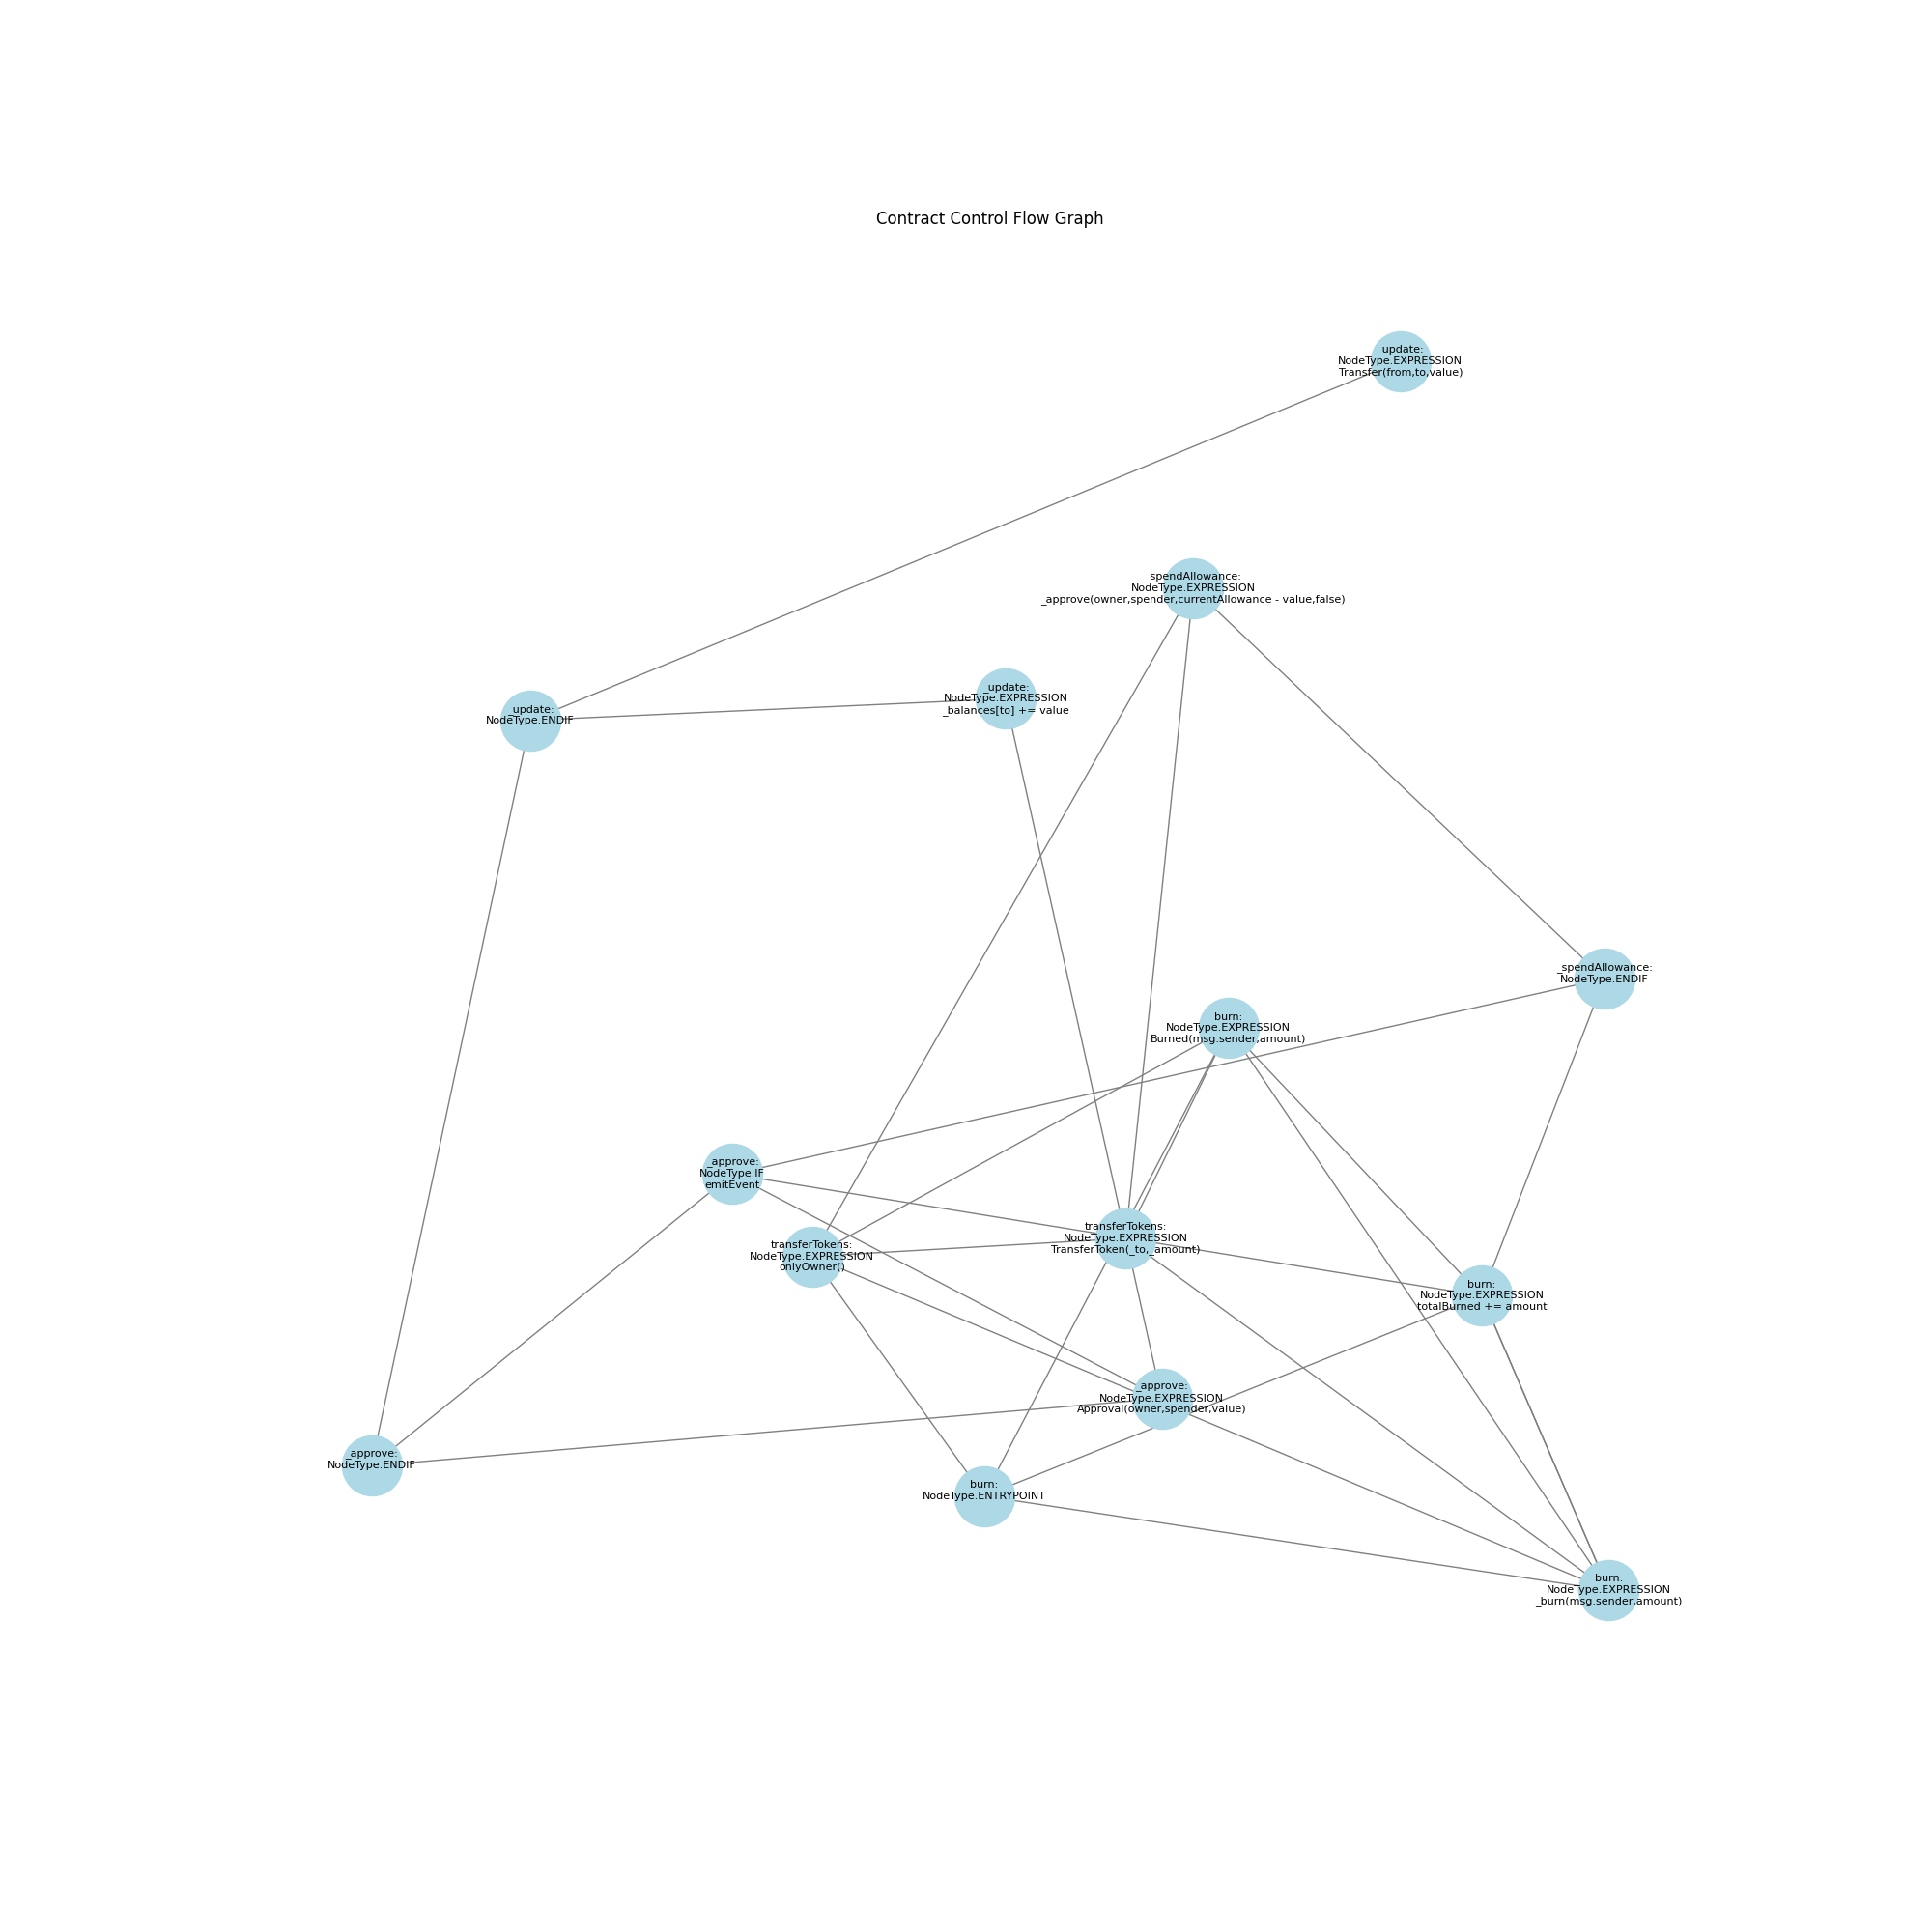 Contract Control Flow Graph
_update:
NodeType.EXPRESSION
Transfer(from,to,value)
_spendAllowance:
NodeType.EXPRESSION
_approve(owner,spender,currentAllowance - value,false)
_update:
NodeType.EXPRESSION
_balances[to] += value
_update:
NodeType.ENDIF
_spendAllowance:
NodeType.ENDIF
burn:
NodeType.EXPRESSION
Burned(msg.sender,amount)
_approve:
NodeType.IF
emitEvent
transferTokens:
NodeType.EXPRESSION
TransferToken(_to,_amount)
transferTokens:
NodeType.EXPRESSION
onlyOwner()
burn:
NodeType.EXPRESSION
totalBurned += amount
_approve:
NodeType.EXPRESSION
Approval(owner,spender,value)
_approve:
NodeType.ENDIF
burn:
NodeType.ENTRYPOINT
burn:
NodeType.EXPRESSION
_burn(msg.sender,amount)